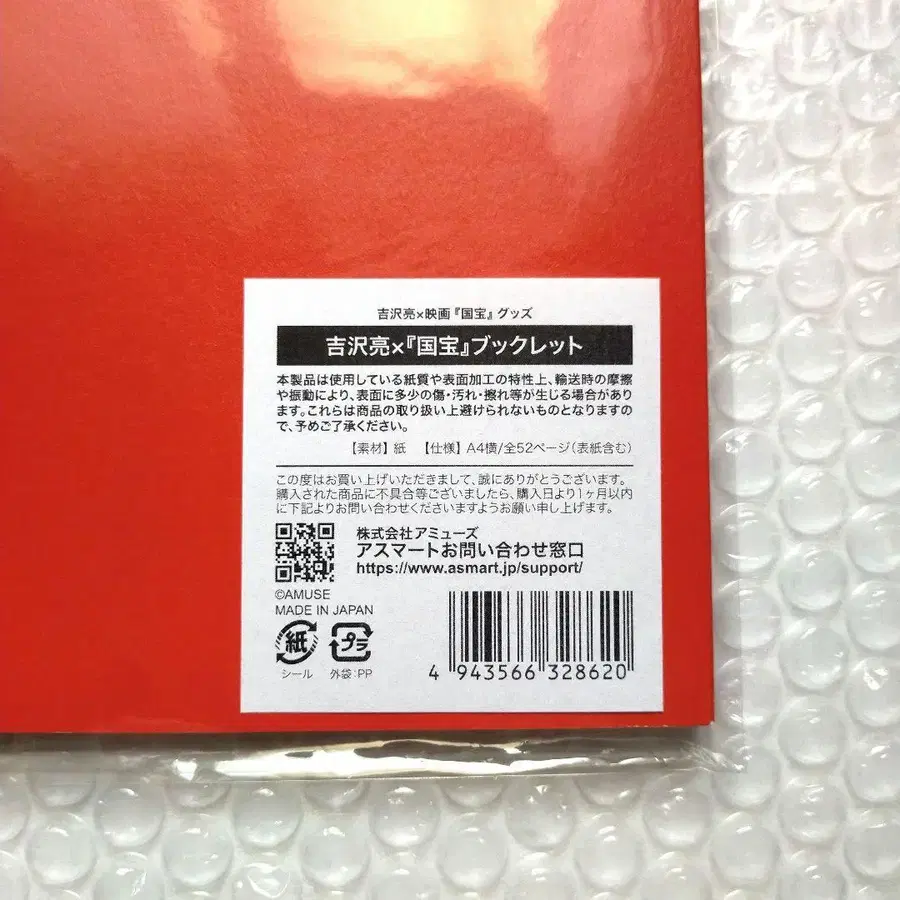 吉沢亮×映画『国宝』グッズ
吉沢亮×『国宝』ブックレット
本製品は使用している紙質や表面加工の特性上、輸送時の摩擦
や振動により、表面に多少の傷・汚れ・擦れ等が生じる場合があり
ます。これらは商品の取り扱い上避けられないものとなりますの
で、予めご了承ください。
【素材】紙 【仕様】A4横/全52ページ(表紙含む)
この度はお買い上げいただきまして、誠にありがとうございます。
購入された商品に不具合等ございましたら、購入日より1ヶ月以内
に下記よりお問い合わせくださいますようお願い申し上げます。
株式会社アミューズ
アスマートお問い合わせ窓口
https://www.asmart.jp/support/
©AMUSE
MADE IN JAPAN
紙
プラ
シール
外袋:PP
4 943566 328620